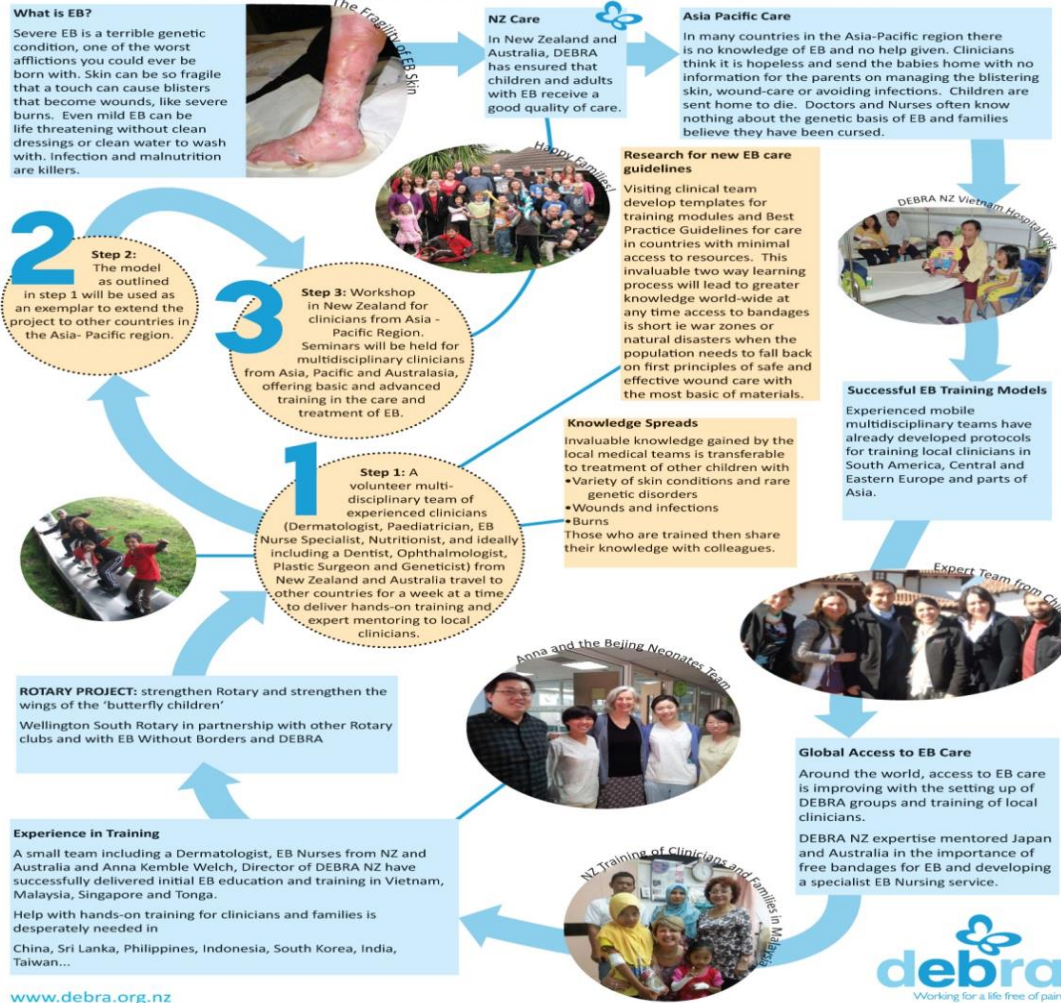 What is EB?
Severe EB is a terrible genetic
condition, one of the worst
afflictions you could ever be
born with. Skin can be so fragile
that a touch can cause blisters
that become wounds, like severe
burns. Even mild EB can be
life threatening without clean
dressings or clean water to wash
with. Infection and malnutrition
are killers.
The Fragility of EB Skin
NZ Care
In New Zealand and
Australia, DEBRA
has ensured that
children and adults
with EB receive a
good quality of care.
Happy Families!
Asia Pacific Care
In many countries in the Asia-Pacific region there
is no knowledge of EB and no help given. Clinicians
think it is hopeless and send the babies home with no
information for the parents on managing the blistering
skin, wound-care or avoiding infections. Children are
sent home to die. Doctors and Nurses often know
nothing about the genetic basis of EB and families
believe they have been cursed.
DEBRA NZ Vietnam Hospital Visit
Successful EB Training Models
Experienced mobile
multidisciplinary teams have
already developed protocols
for training local clinicians in
South America, Central and
Eastern Europe and parts of
Asia.
Expert Team from
Global Access to EB Care
Around the world, access to EB care
is improving with the setting up of
DEBRA groups and training of local
clinicians.
DEBRA NZ expertise mentored Japan
and Australia in the importance of
free bandages for EB and developing
a specialist EB Nursing service.
NZ Training of Clinicians and Families in Malaysia
Experience in Training
A small team including a Dermatologist, EB Nurses from NZ and
Australia and Anna Kemble Welch, Director of DEBRA NZ have
successfully delivered initial EB education and training in Vietnam,
Malaysia, Singapore and Tonga.
Help with hands-on training for clinicians and families is
desperately needed in
China, Sri Lanka, Philippines, Indonesia, South Korea, India,
Taiwan...
Anna and the Bejing Neonates Team
ROTARY PROJECT: strengthen Rotary and strengthen the
wings of the ‘butterfly children’
Wellington South Rotary in partnership with other Rotary
clubs and with EB Without Borders and DEBRA
1
Step 1: A
volunteer multi-
disciplinary team of
experienced clinicians
(Dermatologist, Paediatrician, EB
Nurse Specialist, Nutritionist, and ideally
including a Dentist, Ophthalmologist,
Plastic Surgeon and Geneticist) from
New Zealand and Australia travel to
other countries for a week at a time
to deliver hands-on training and
expert mentoring to local
clinicians.
Research for new EB care
guidelines
Visiting clinical team
develop templates for
training modules and Best
Practice Guidelines for care
in countries with minimal
access to resources. This
invaluable two way learning
process will lead to greater
knowledge world-wide at
any time access to bandages
is short ie war zones or
natural disasters when the
population needs to fall back
on first principles of safe and
effective wound care with
the most basic of materials.
Knowledge Spreads
Invaluable knowledge gained by the
local medical teams is transferable
to treatment of other children with
•Variety of skin conditions and rare
genetic disorders
•Wounds and infections
•Burns
Those who are trained then share
their knowledge with colleagues.
2
Step 2:
The model
as outlined
in step 1 will be used as
an exemplar to extend the
project to other countries in
the Asia- Pacific region.
3
Step 3: Workshop
in New Zealand for
clinicians from Asia -
Pacific Region.
Seminars will be held for
multidisciplinary clinicians
from Asia, Pacific and Australasia,
offering basic and advanced
training in the care and
treatment of EB.
www.debra.org.nz
debra
Working for a life free of pain